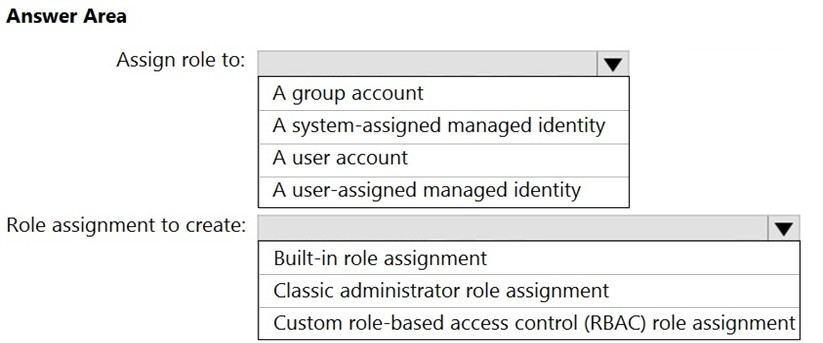 Answer Area
Assign role to:
A group account
A system-assigned managed identity
A user account
A user-assigned managed identity
Role assignment to create:
Built-in role assignment
Classic administrator role assignment
Custom role-based access control (RBAC) role assignment